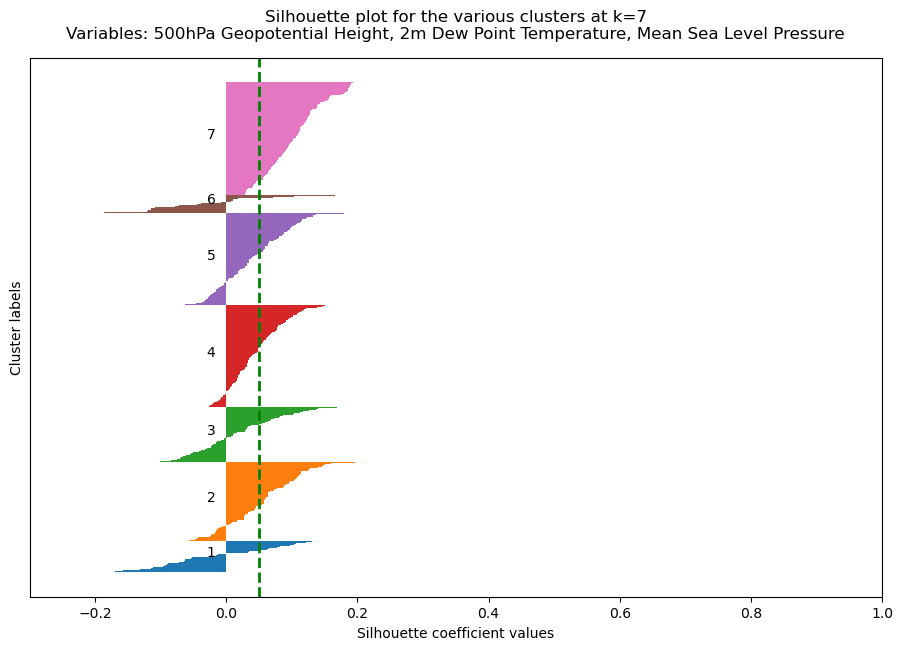 Silhouette plot for the various clusters at k=7
Variables: 500hPa Geopotential Height, 2m Dew Point Temperature, Mean Sea Level Pressure
Cluster labels
7
6
5
4
3
2
1
−0.2 0.0 0.2 0.4 0.6 0.8 1.0
Silhouette coefficient values